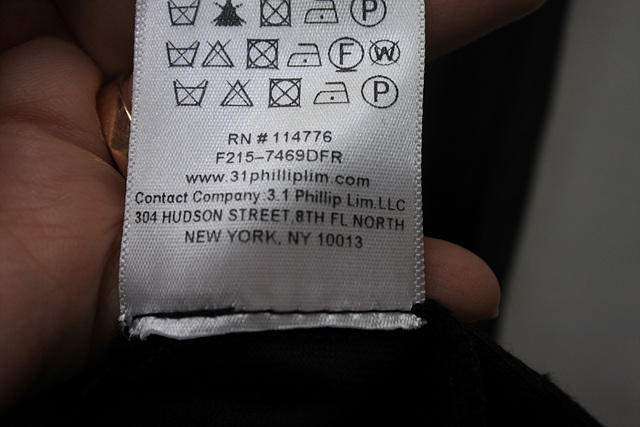 P
F W
P
RN # 114776
F215-7469DFR
www.31philliplim.com
Contact Company:3.1 Phillip Lim.LLC
304 HUDSON STREET 8TH FL NORTH
NEW YORK, NY 10013